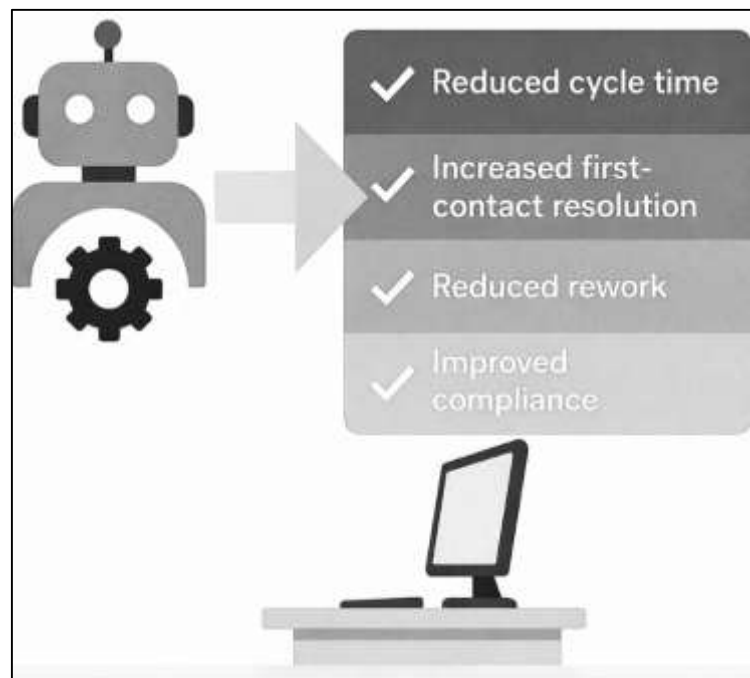 Reduced cycle time
Increased first-
contact resolution
Reduced rework
Improved
compliance